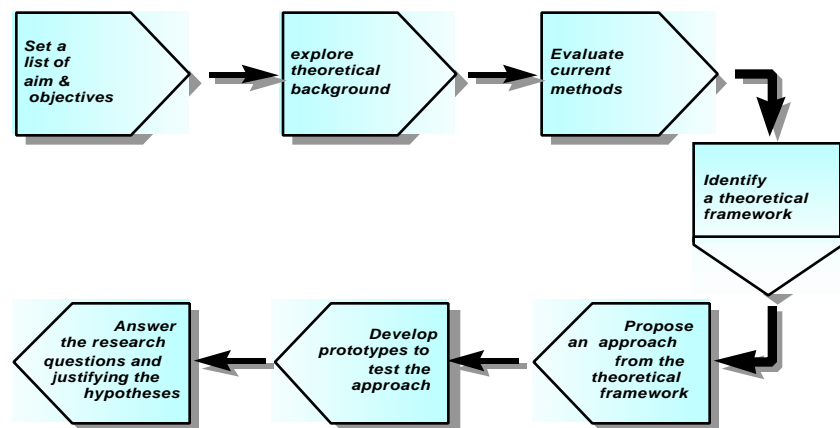 Set a
list of
aim &
objectives
explore
theoretical
background
Evaluate
current
methods
Identify
a theoretical
framework
Propose
an approach
from the
theoretical
framework
Develop
prototypes to
test the
approach
Answer
the research
questions and
justifying the
hypotheses